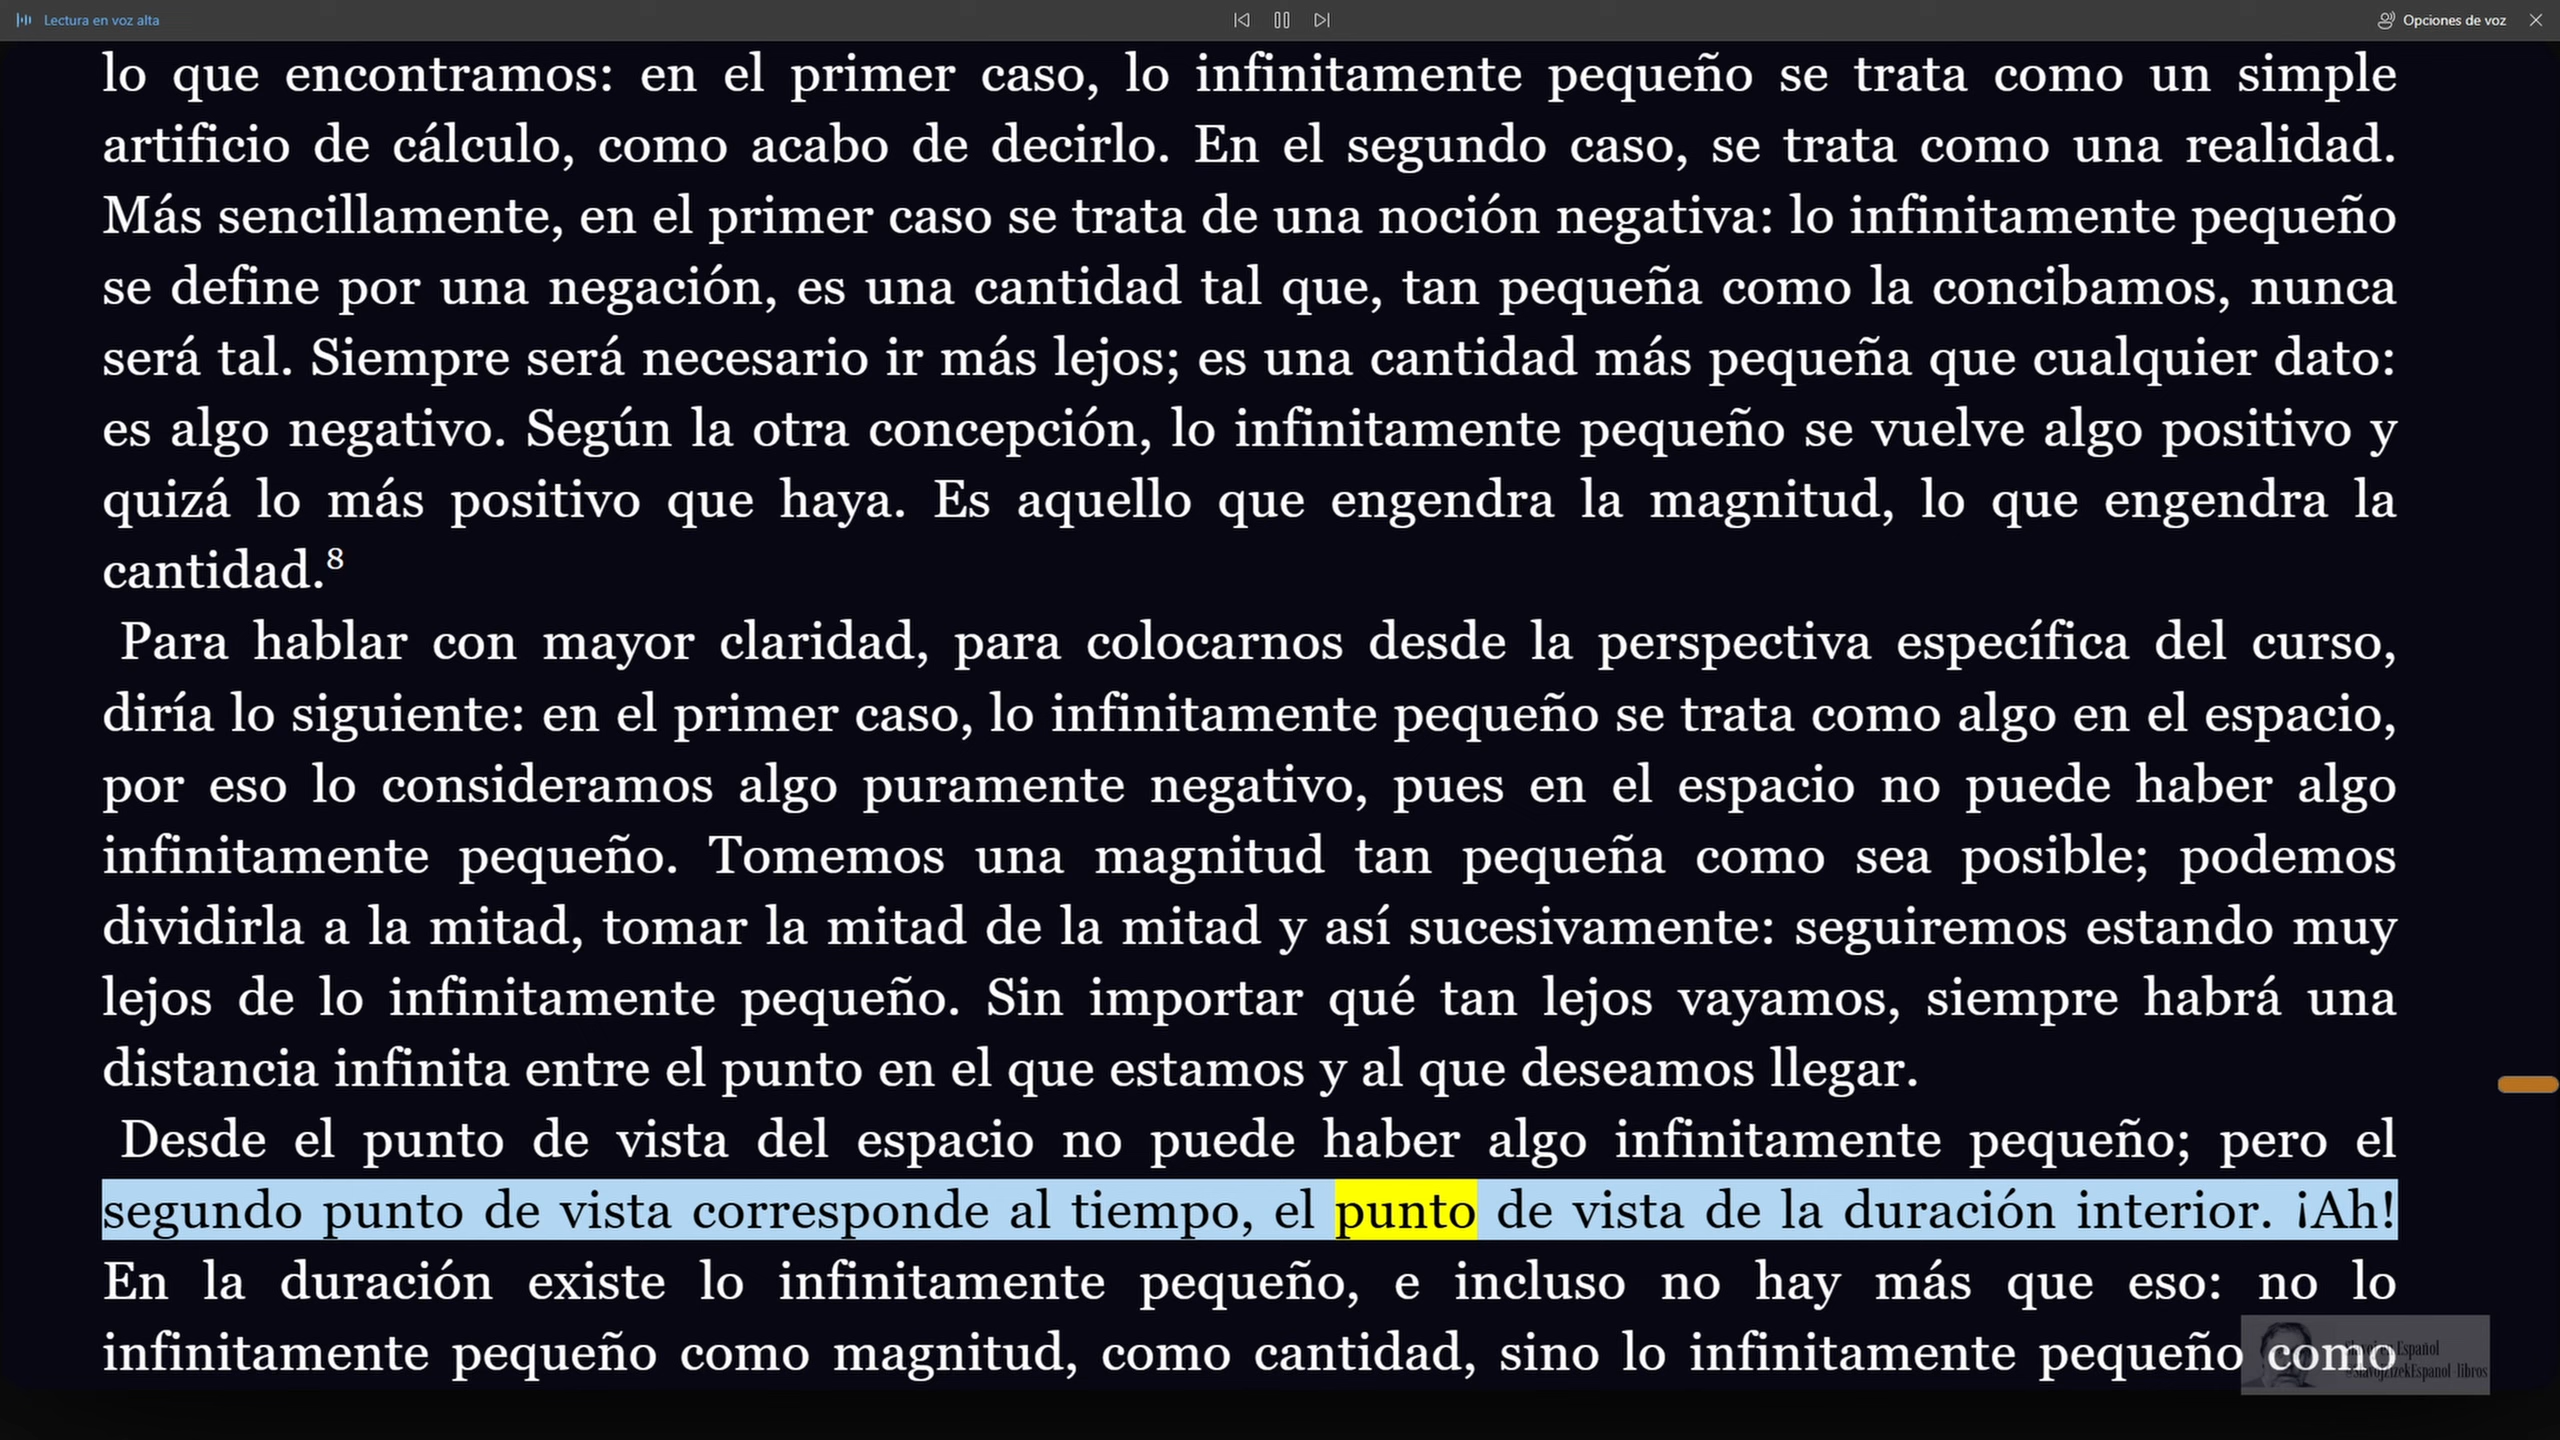 Lectura en voz alta
Opciones de voz
lo que encontramos: en el primer caso, lo infinitamente pequeño se trata como un simple
artificio de cálculo, como acabo de decirlo. En el segundo caso, se trata como una realidad.
Más sencillamente, en el primer caso se trata de una noción negativa: lo infinitamente pequeño
se define por una negación, es una cantidad tal que, tan pequeña como la concibamos, nunca
será tal. Siempre será necesario ir más lejos; es una cantidad más pequeña que cualquier dato:
es algo negativo. Según la otra concepción, lo infinitamente pequeño se vuelve algo positivo y
quizá lo más positivo que haya. Es aquello que engendra la magnitud, lo que engendra la
cantidad.⁸
Para hablar con mayor claridad, para colocarnos desde la perspectiva específica del curso,
diría lo siguiente: en el primer caso, lo infinitamente pequeño se trata como algo en el espacio,
por eso lo consideramos algo puramente negativo, pues en el espacio no puede haber algo
infinitamente pequeño. Tomemos una magnitud tan pequeña como sea posible; podemos
dividirla a la mitad, tomar la mitad de la mitad y así sucesivamente: seguiremos estando muy
lejos de lo infinitamente pequeño. Sin importar qué tan lejos vayamos, siempre habrá una
distancia infinita entre el punto en el que estamos y al que deseamos llegar.
Desde el punto de vista del espacio no puede haber algo infinitamente pequeño; pero el
segundo punto de vista corresponde al tiempo, el punto de vista de la duración interior. ¡Ah!
En la duración existe lo infinitamente pequeño, e incluso no hay más que eso: no lo
infinitamente pequeño como magnitud, como cantidad, sino lo infinitamente pequeño como
Español